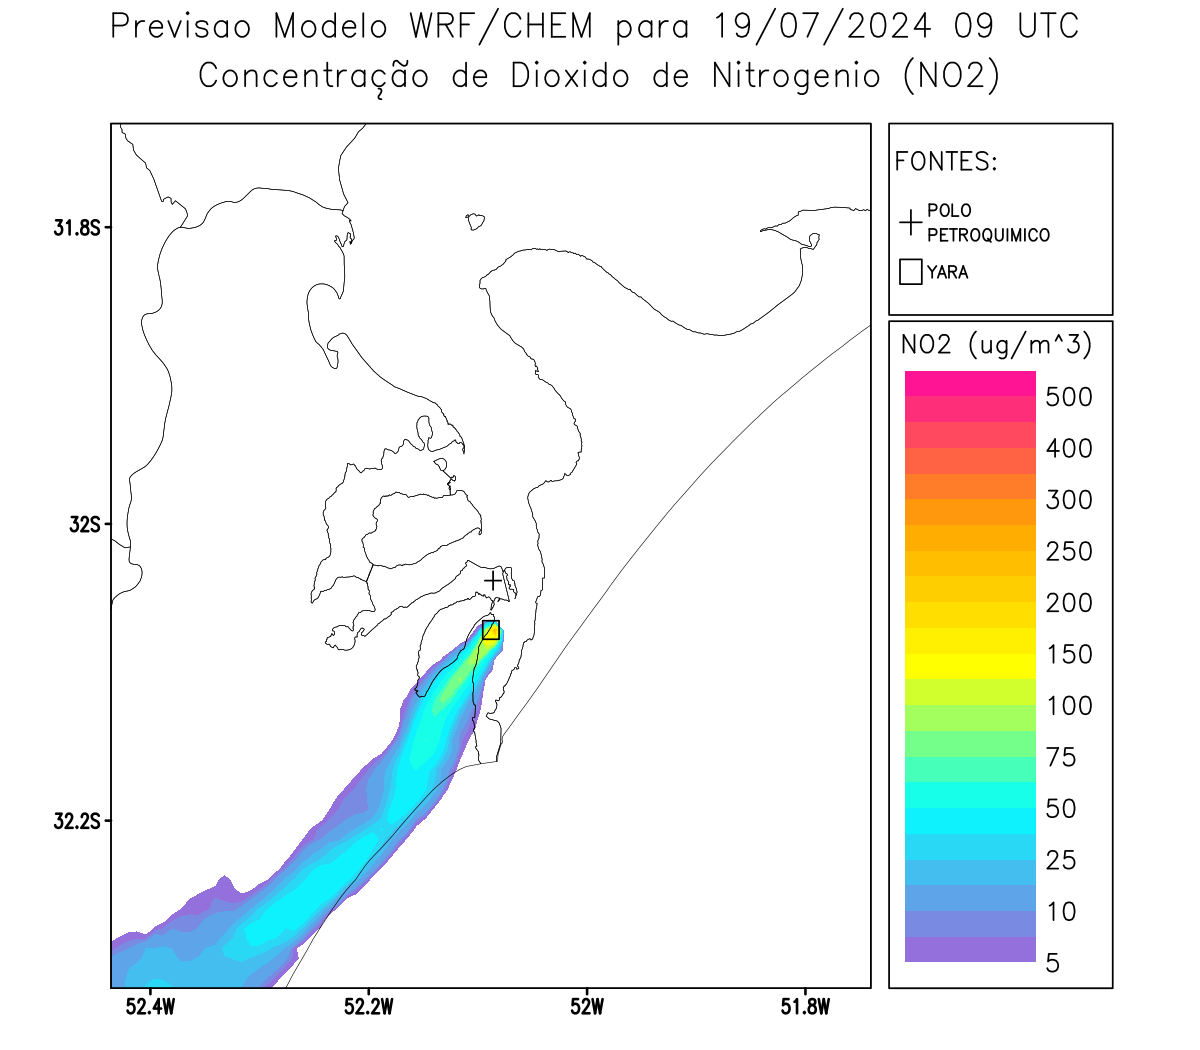 Previsao Modelo WRF/CHEM para 19/07/2024 09 UTC
Concentração de Dioxido de Nitrogenio (NO2)
FONTES:
POLO
PETROQUIMICO
YARA
NO2 (ug/m^3)
500
400
300
250
200
150
100
75
50
25
10
5
31.8S
32S
32.2S
52.4W
52.2W
52W
51.8W